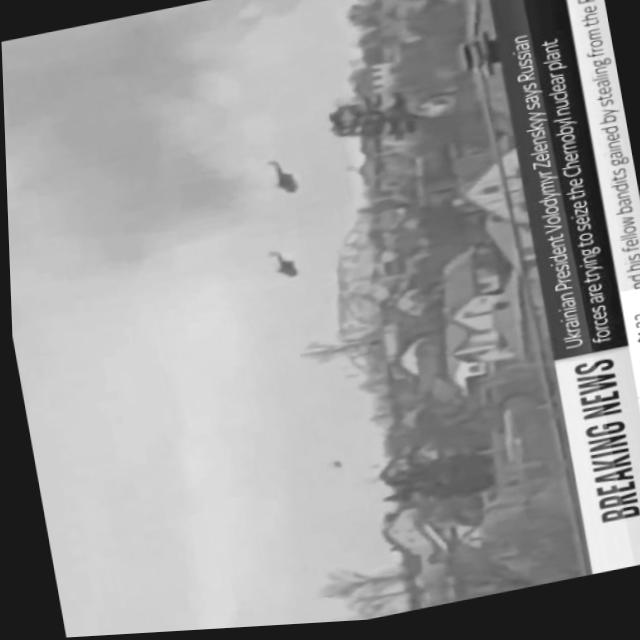 BREAKING NEWS
Ukrainian President Volodymyr Zelenskyy says Russian
forces are trying to seize the Chernobyl nuclear plant
his fellow bandits gained by stealing from the